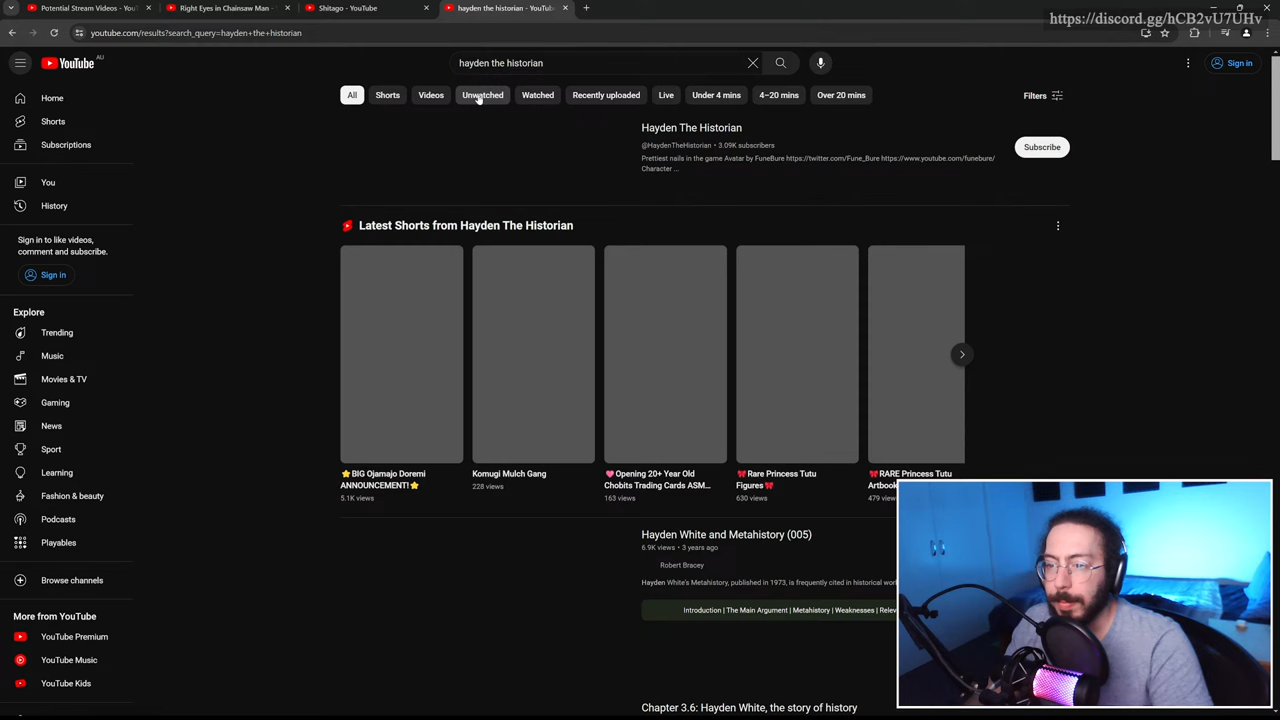 Potential Stream Videos - YouTu
Right Eyes in Chainsaw Man -
Shitago - YouTube
hayden the historian - YouTub
https://discord.gg/hCB2vU7UHv
youtube.com/results?search_query=hayden+the+historian
YouTube AU
hayden the historian
Sign in
All
Shorts
Videos
Unwatched
Watched
Recently uploaded
Live
Under 4 mins
4–20 mins
Over 20 mins
Filters
Home
Shorts
Subscriptions
You
History
Sign in to like videos,
comment and subscribe.
Sign in
Explore
Trending
Music
Movies & TV
Gaming
News
Sport
Learning
Fashion & beauty
Podcasts
Playables
Browse channels
More from YouTube
YouTube Premium
YouTube Music
YouTube Kids
Hayden The Historian
@HaydenTheHistorian • 3.09K subscribers
Prettiest nails in the game Avatar by FuneBure https://twitter.com/Fune_Bure https://www.youtube.com/funebure/
Character ...
Subscribe
Latest Shorts from Hayden The Historian
⭐BIG Ojamajo Doremi
ANNOUNCEMENT!⭐
5.1K views
Komugi Mulch Gang
228 views
💗Opening 20+ Year Old
Chobits Trading Cards ASM...
163 views
🎀Rare Princess Tutu
Figures🎀
630 views
🎀RARE Princess Tutu
Artbook
479 views
Hayden White and Metahistory (005)
6.9K views • 3 years ago
Robert Bracey
Hayden White's Metahistory, published in 1973, is frequently cited in historical
Introduction | The Main Argument | Metahistory | Weaknesses |
Chapter 3.6: Hayden White, the story of history